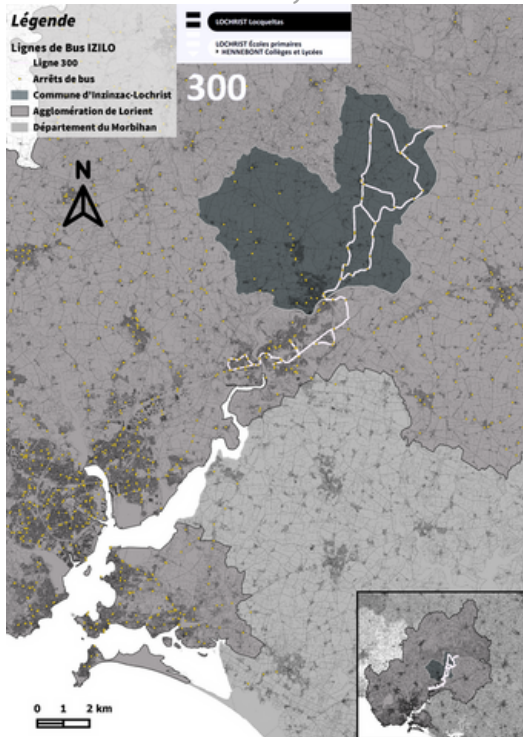 Légende
Lignes de Bus IZILO
Ligne 300
Arrêts de bus
Commune d'Inzinzac-Lochrist
Agglomération de Lorient
Département du Morbihan
LOCHRIST Locqueltas
LOCHRIST Écoles primaires
• HENNEBONT Collèges et Lycées
300
N
0 1 2 km